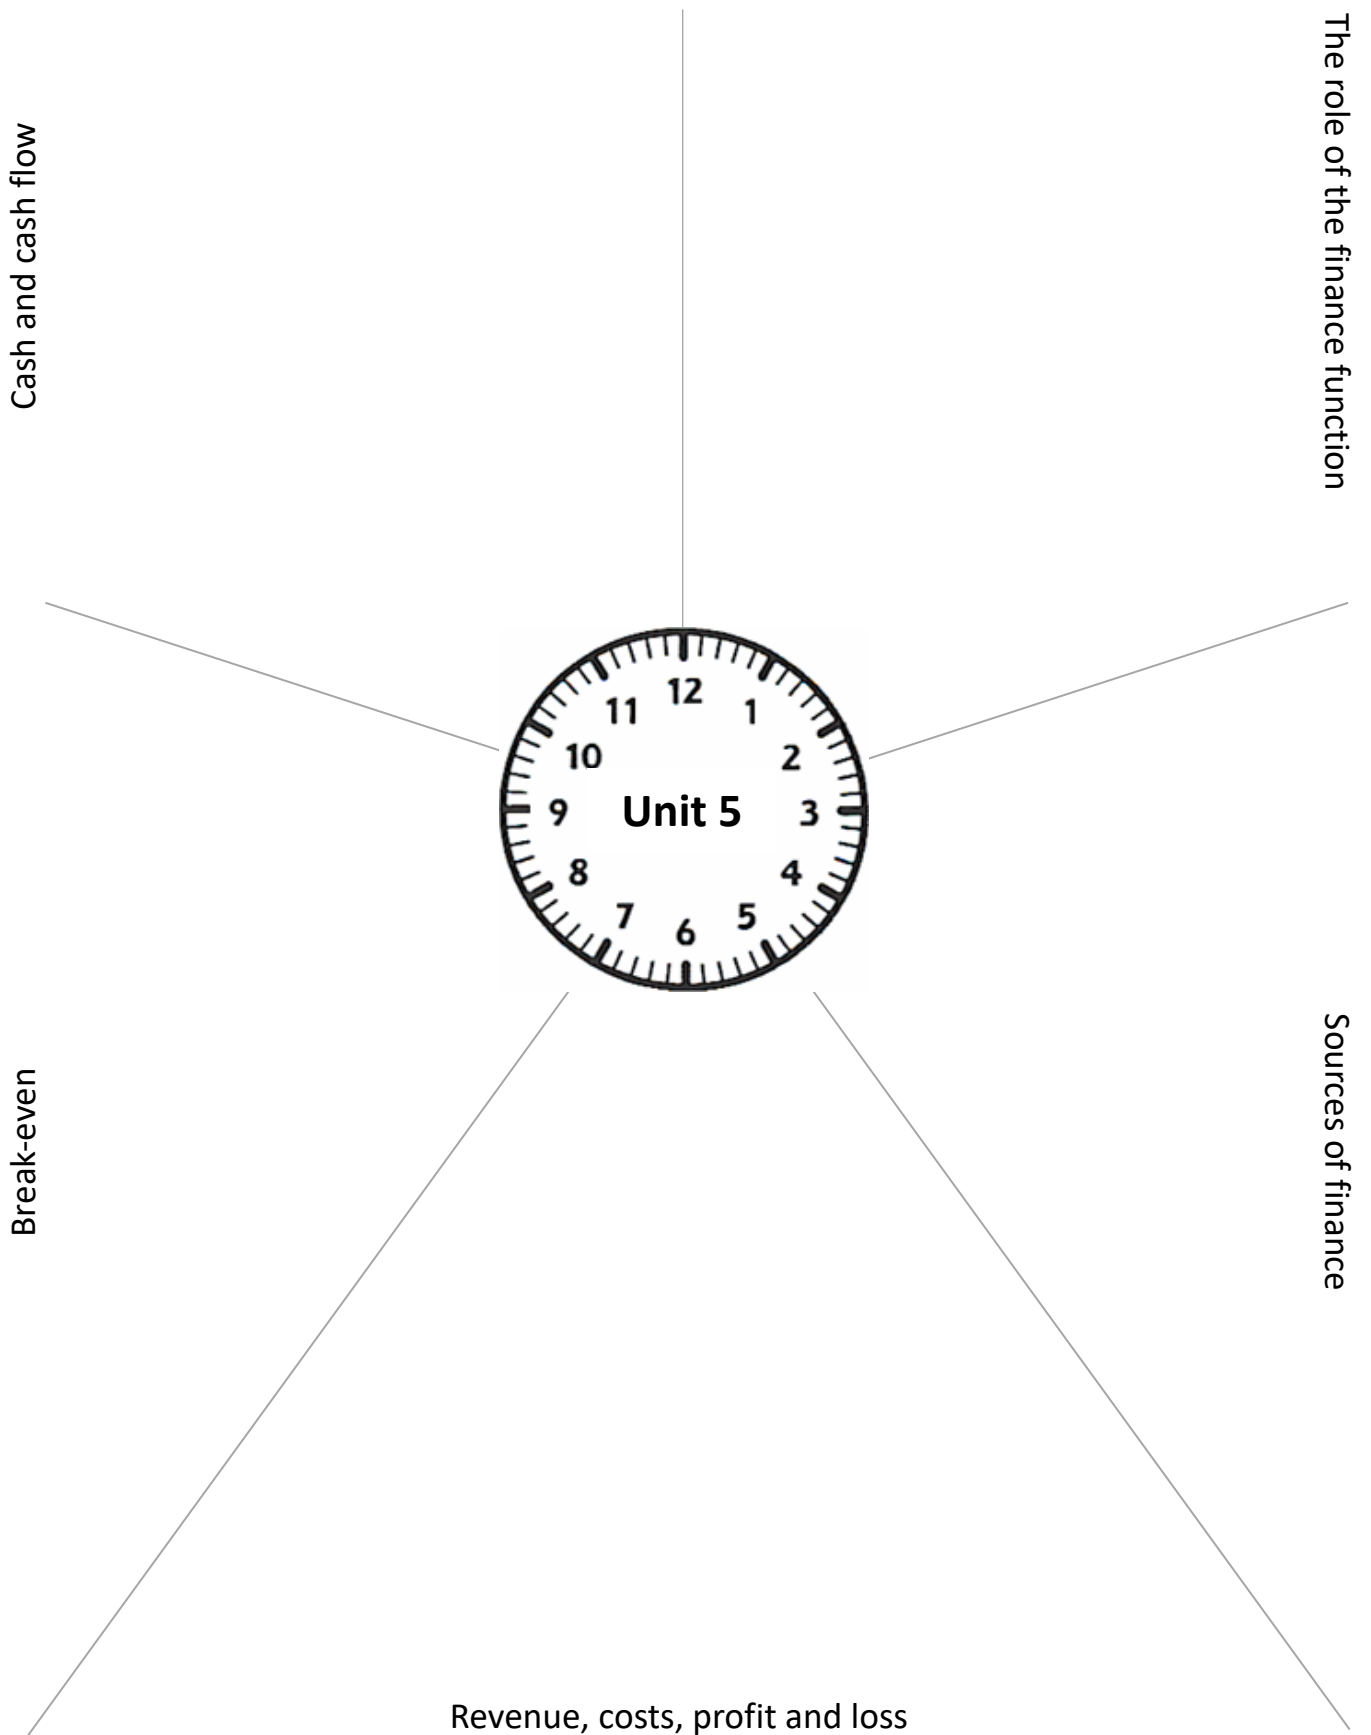 The role of the finance function
Cash and cash flow
12
11
1
10
2
9
Unit 5
3
8
4
7
5
6
Sources of finance
Break-even
Revenue, costs, profit and loss